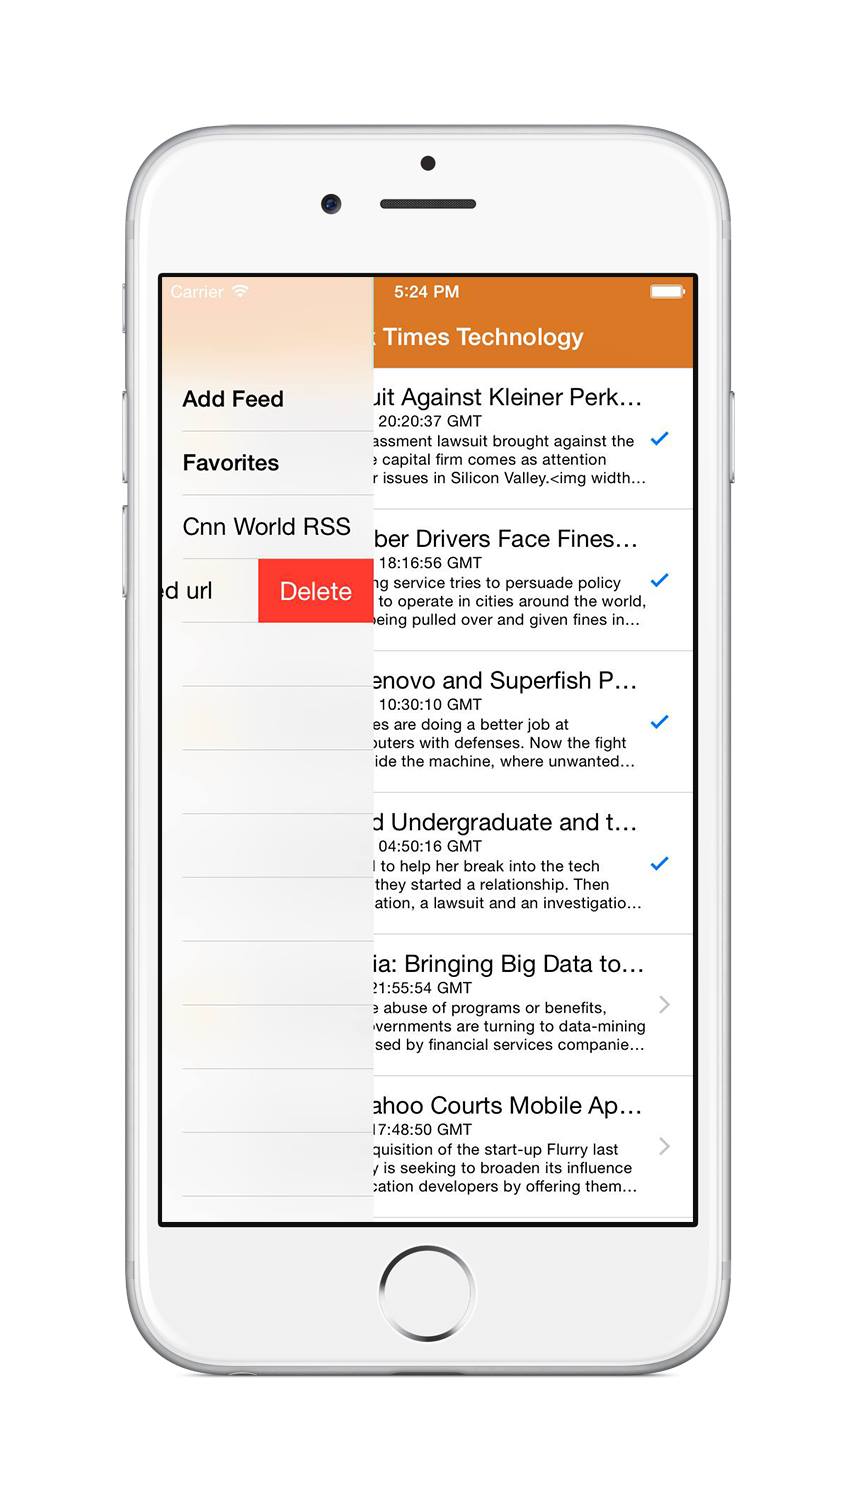 Carrier 5:24 PM
Times Technology
Add Feed
Favorites
Cnn World RSS
ed url Delete
uit Against Kleiner Perk…
20:20:37 GMT
assment lawsuit brought against the
e capital firm comes as attention
r issues in Silicon Valley.<img width…
ber Drivers Face Fines…
18:16:56 GMT
ng service tries to persuade policy
to operate in cities around the world,
being pulled over and given fines in…
enovo and Superfish P…
10:30:10 GMT
es are doing a better job at
puters with defenses. Now the fight
ide the machine, where unwanted…
d Undergraduate and t…
04:50:16 GMT
l to help her break into the tech
they started a relationship. Then
ation, a lawsuit and an investigatio…
ia: Bringing Big Data to…
21:55:54 GMT
e abuse of programs or benefits,
overnments are turning to data-mining
sed by financial services companie…
ahoo Courts Mobile Ap…
17:48:50 GMT
quisition of the start-up Flurry last
y is seeking to broaden its influence
cation developers by offering them…